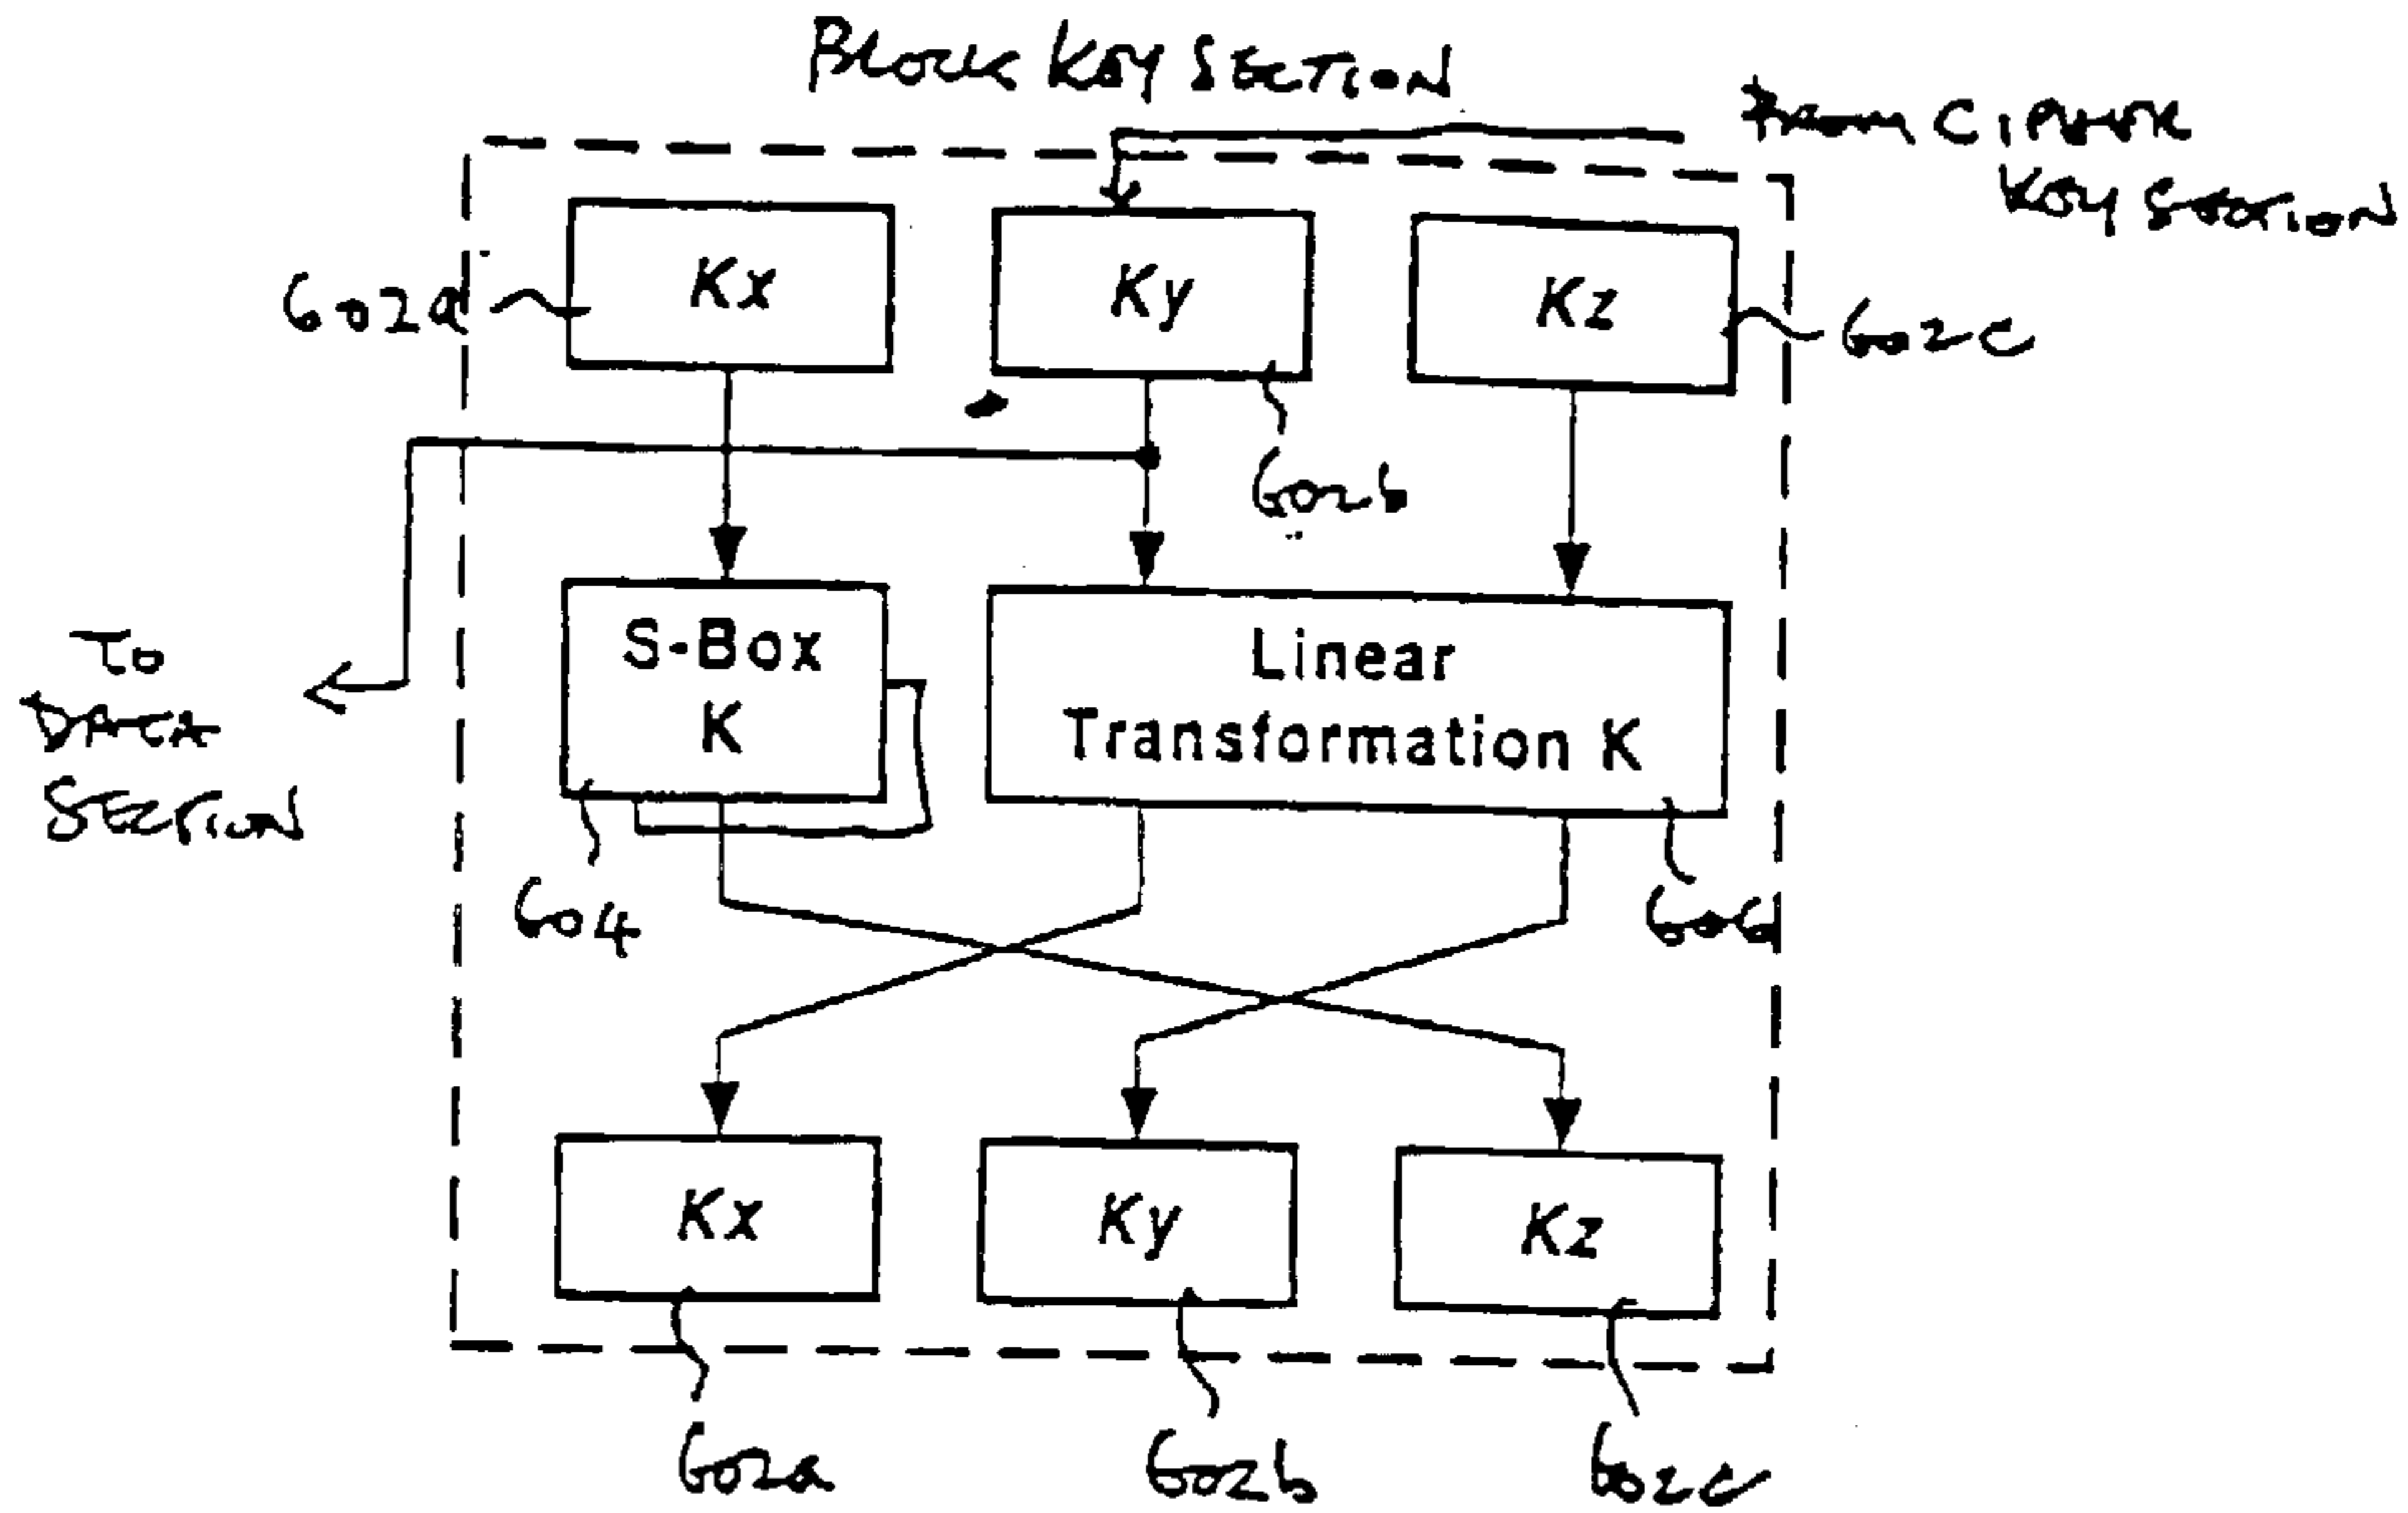 BLOCK KEY SECTION
FROM CIPHER
KEY SECTION
Kx
Ky
Kz
602a
602c
602b
S-Box
K
Linear
Transformation K
TO
DATA
SECTION
604
606
Kx
Ky
Kz
602a
602b
602c